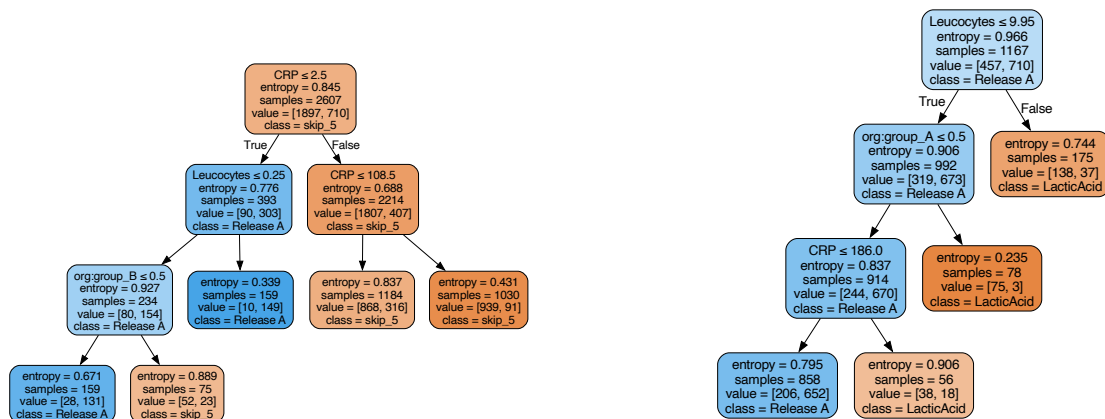 CRP ≤ 2.5
entropy = 0.845
samples = 2607
value = [1897, 710]
class = skip_5
True
False
Leucocytes ≤ 0.25
entropy = 0.776
samples = 393
value = [90, 303]
class = Release A
CRP ≤ 108.5
entropy = 0.688
samples = 2214
value = [1807, 407]
class = skip_5
org:group_B ≤ 0.5
entropy = 0.927
samples = 234
value = [80, 154]
class = Release A
entropy = 0.339
samples = 159
value = [10, 149]
class = Release A
entropy = 0.837
samples = 1184
value = [868, 316]
class = skip_5
entropy = 0.431
samples = 1030
value = [939, 91]
class = skip_5
entropy = 0.671
samples = 159
value = [28, 131]
class = Release A
entropy = 0.889
samples = 75
value = [52, 23]
class = skip_5
Leucocytes ≤ 9.95
entropy = 0.966
samples = 1167
value = [457, 710]
class = Release A
True
False
org:group_A ≤ 0.5
entropy = 0.906
samples = 992
value = [319, 673]
class = Release A
entropy = 0.744
samples = 175
value = [138, 37]
class = LacticAcid
CRP ≤ 186.0
entropy = 0.837
samples = 914
value = [244, 670]
class = Release A
entropy = 0.235
samples = 78
value = [75, 3]
class = LacticAcid
entropy = 0.795
samples = 858
value = [206, 652]
class = Release A
entropy = 0.906
samples = 56
value = [38, 18]
class = LacticAcid